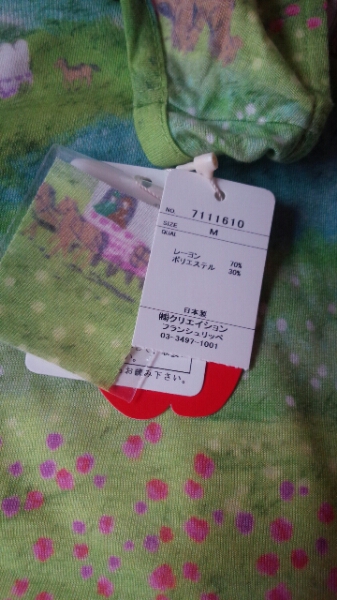 NO. 7111610
SIZE M
QUAL
レーヨン 70%
ポリエステル 30%
日本製
㈱クリエイション
フランシュリッペ
03-3497-1001
お読み下さい。